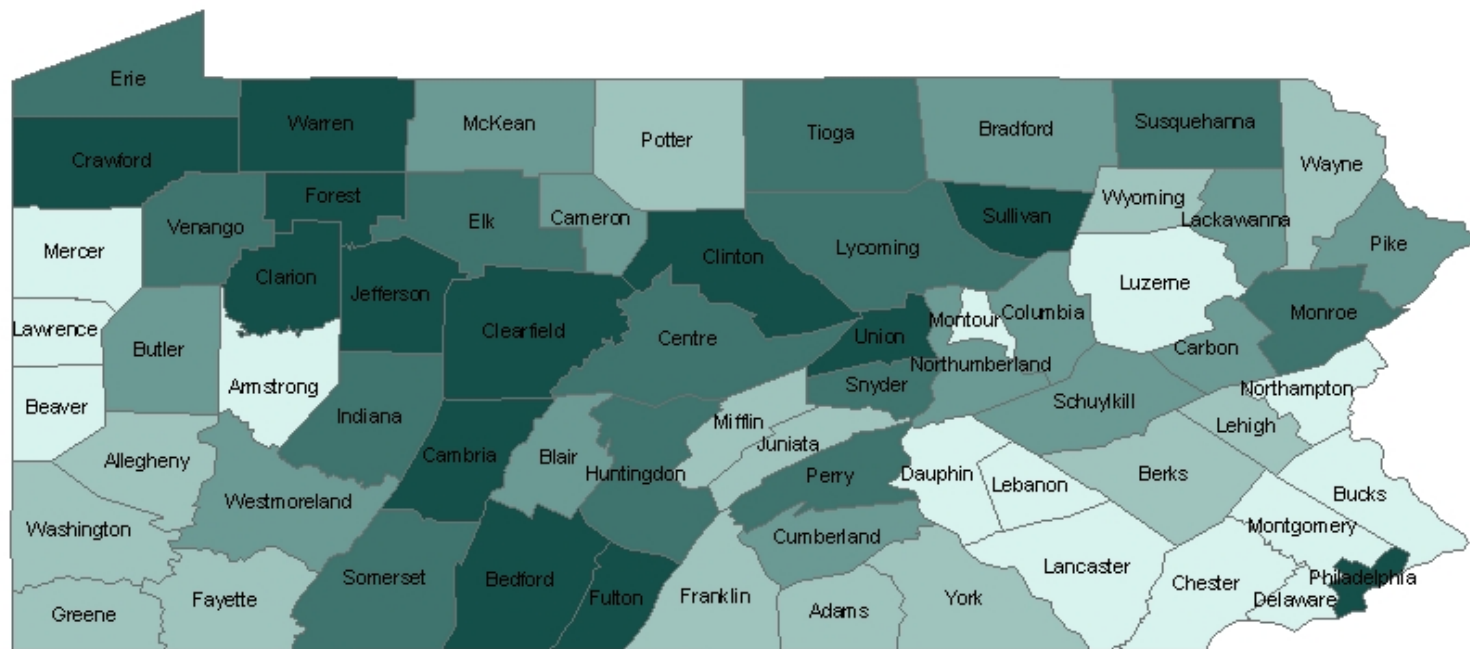 Erie
Warren
McKean
Potter
Tioga
Bradford
Susquehanna
Crawford
Wayne
Forest
Wyoming
Venango
Elk
Cameron
Sullivan
Lackawanna
Mercer
Clinton
Lycoming
Pike
Clarion
Jefferson
Luzerne
Lawrence
Clearfield
Montour
Columbia
Monroe
Butler
Centre
Union
Carbon
Armstrong
Northumberland
Beaver
Snyder
Northampton
Indiana
Schuylkill
Mifflin
Lehigh
Allegheny
Cambria
Blair
Juniata
Huntingdon
Perry
Dauphin
Lebanon
Berks
Bucks
Westmoreland
Washington
Cumberland
Montgomery
Somerset
Bedford
Lancaster
Philadelphia
Chester
Fayette
Fulton
Franklin
Delaware
Greene
Adams
York